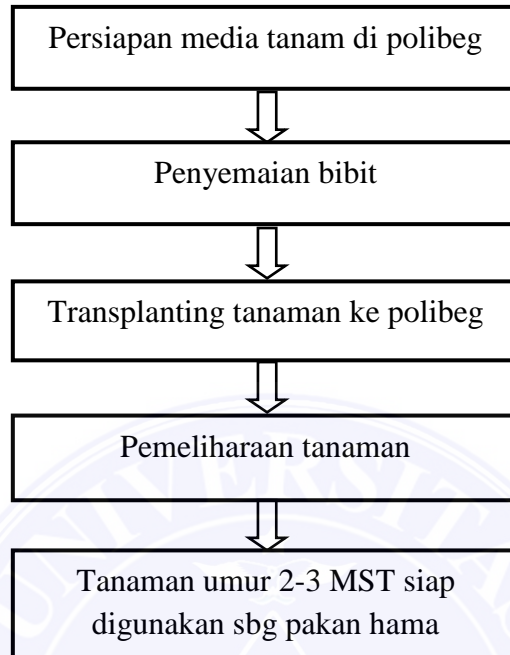 Persiapan media tanam di polibeg
Penyemaian bibit
Transplanting tanaman ke polibeg
Pemeliharaan tanaman
Tanaman umur 2-3 MST siap
digunakan sbg pakan hama
UNIVERSITAS